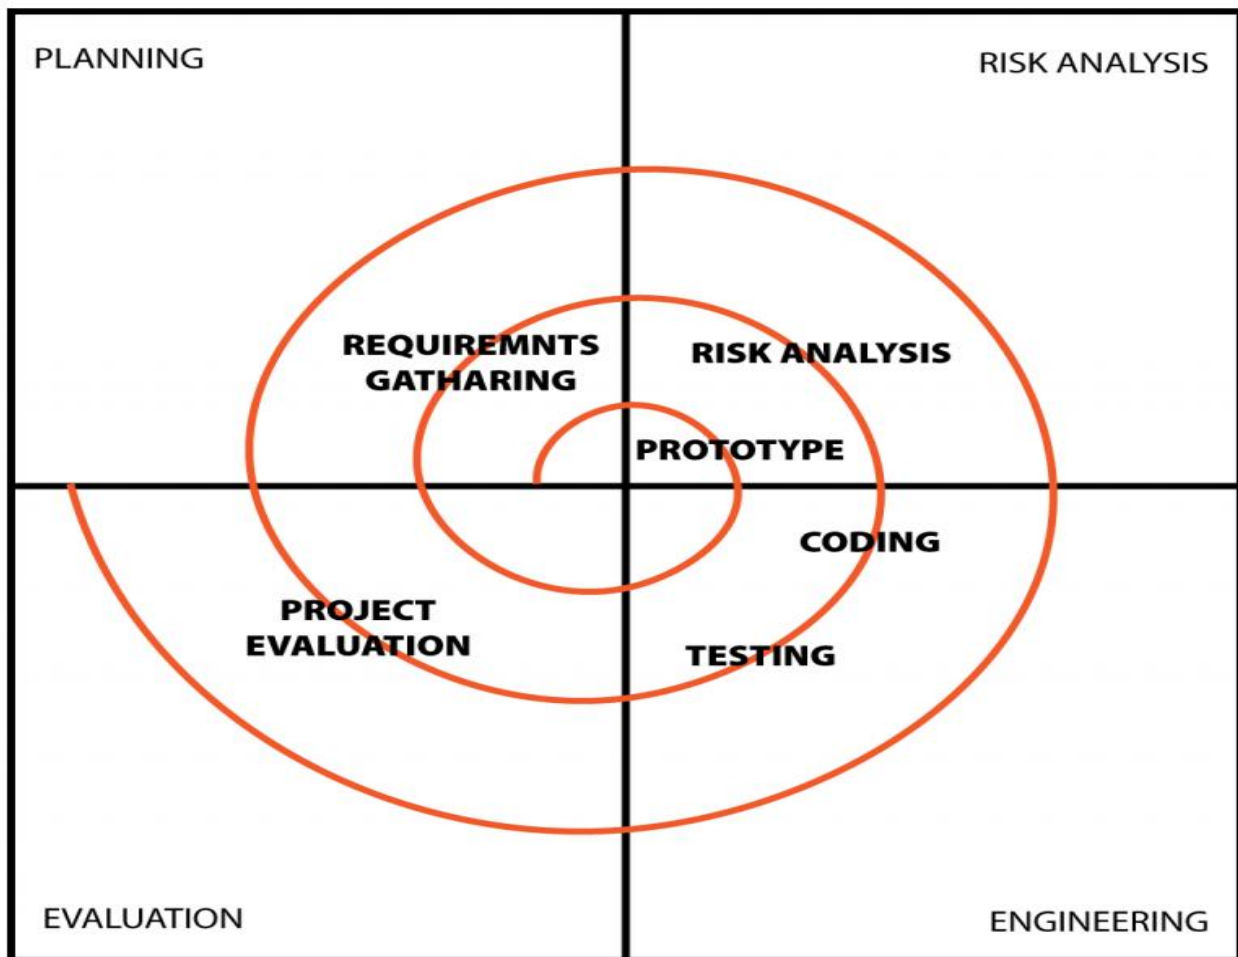 PLANNING
RISK ANALYSIS
REQUIREMNTS
GATHARING
RISK ANALYSIS
PROTOTYPE
CODING
PROJECT
EVALUATION
TESTING
EVALUATION
ENGINEERING